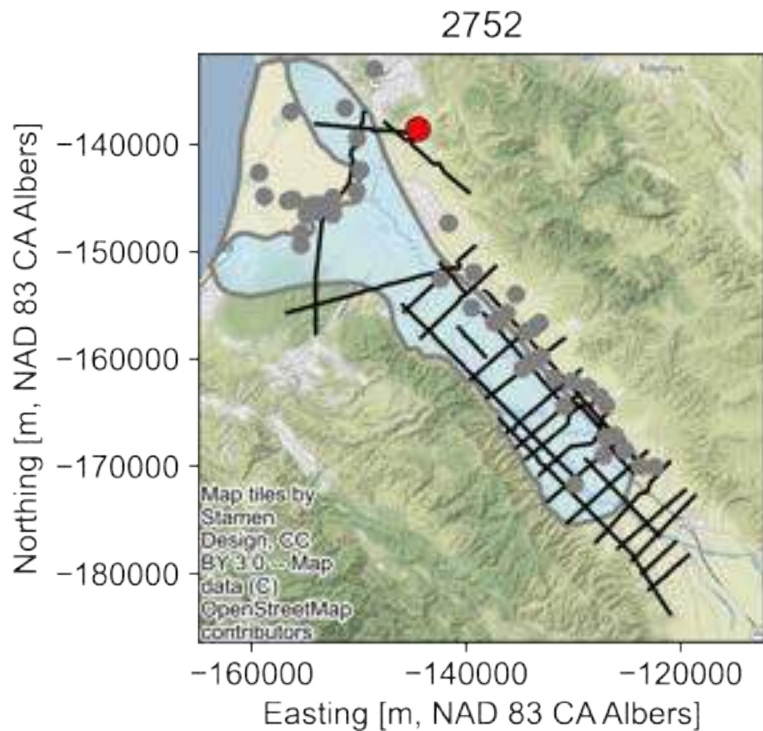 2752
−140000
−150000
−160000
−170000
−180000
Northing [m, NAD 83 CA Albers]
Map tiles by
Stamen
Design, CC
BY 3.0 -- Map
data (C)
OpenStreetMap
contributors
−160000
−140000
−120000
Easting [m, NAD 83 CA Albers]